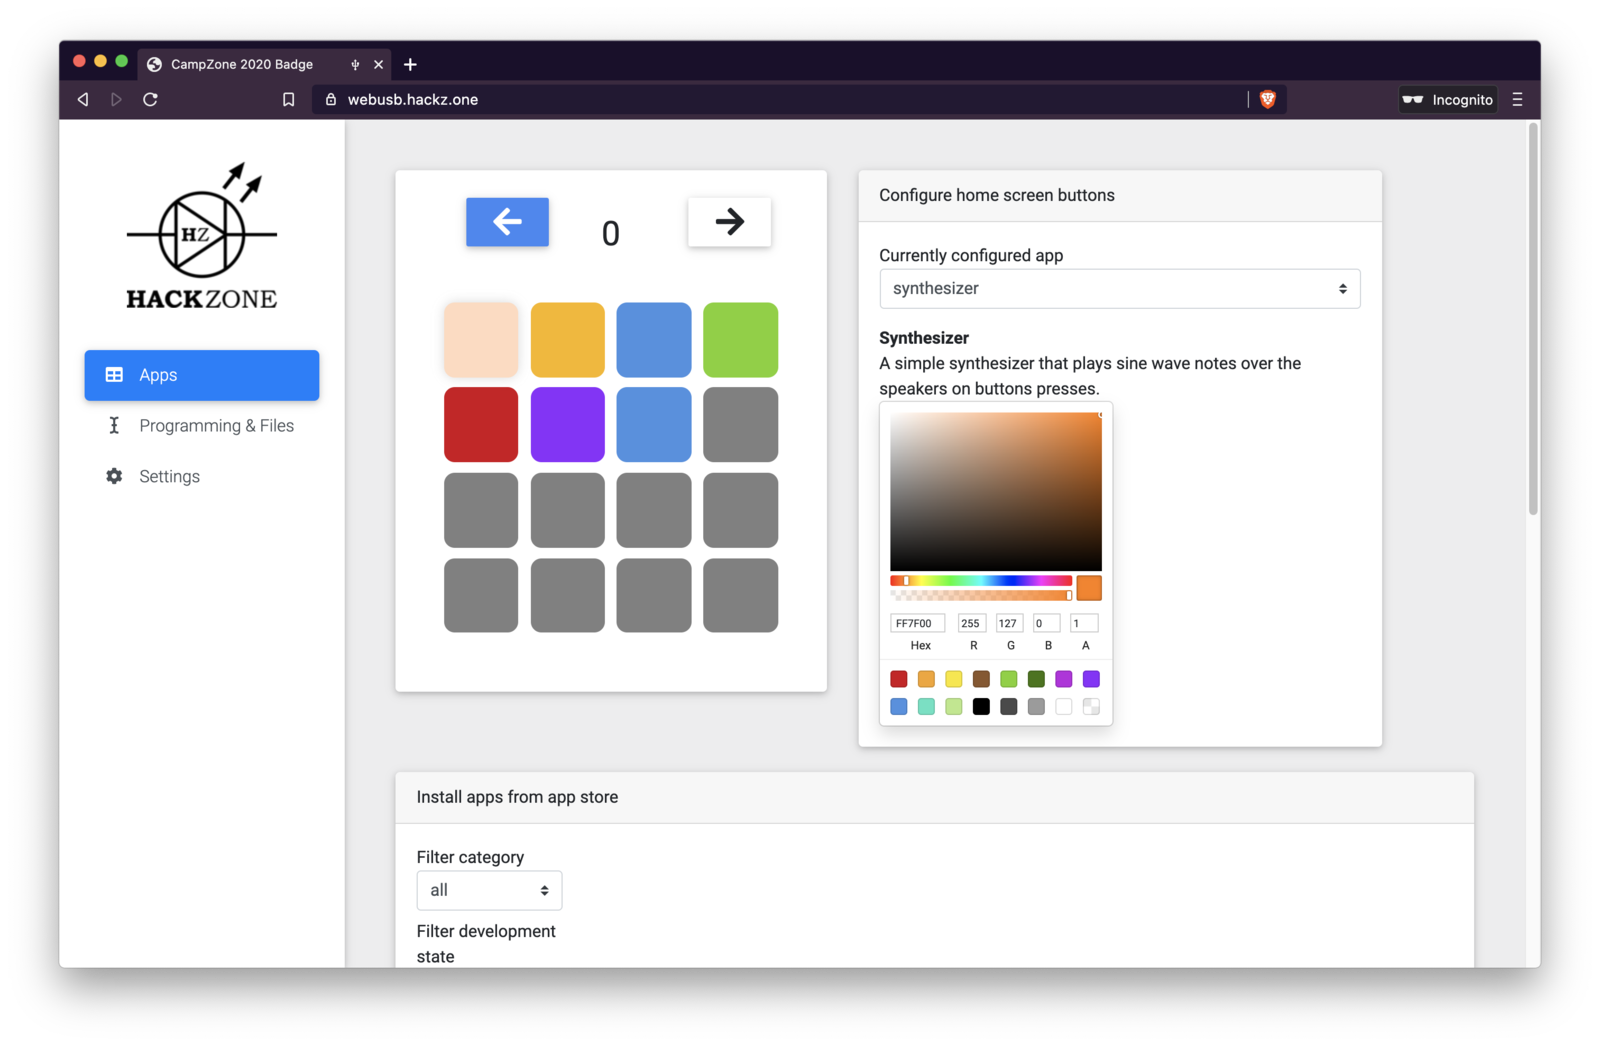 CampZone 2020 Badge
webusb.hackz.one
Incognito
HZ
HACKZONE
Apps
Programming & Files
Settings
0
Configure home screen buttons
Currently configured app
synthesizer
Synthesizer
A simple synthesizer that plays sine wave notes over the
speakers on buttons presses.
FF7F00 255 127 0 1
Hex R G B A
Install apps from app store
Filter category
all
Filter development
state